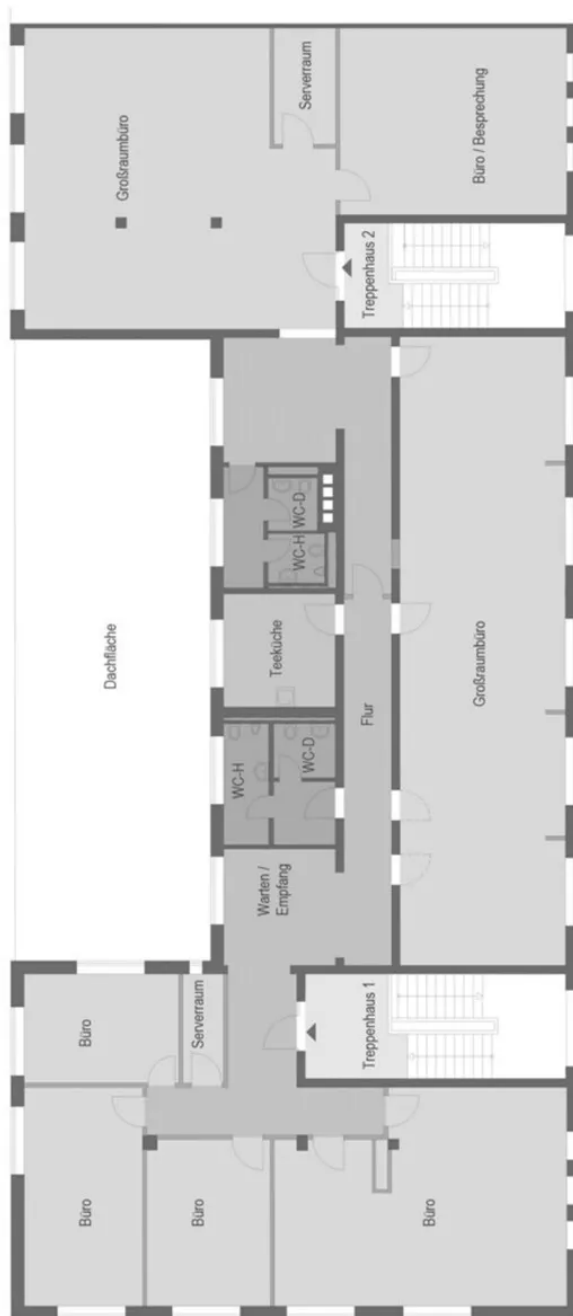 Großraumbüro
Serverraum
Büro / Besprechung
Treppenhaus 2
WC-D
WC-H
Dachfläche
Teeküche
Flur
Großraumbüro
WC-H
WC-D
Warten /
Empfang
Büro
Serverraum
Treppenhaus 1
Büro
Büro
Büro